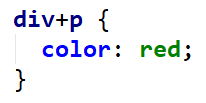 div+p {
  color: red;
}